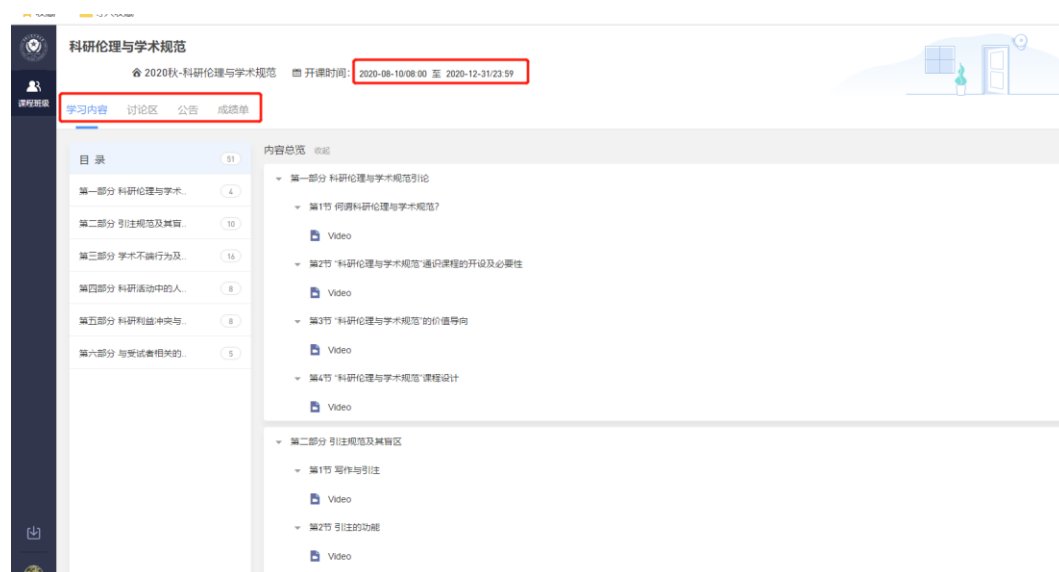 科研伦理与学术规范
2020秋-科研伦理与学术规范 开课时间: 2020-08-10/08:00 至 2020-12-31/23:59
课程班级
学习内容 讨论区 公告 成绩单
目 录 51
第一部分 科研伦理与学术... 4
第二部分 引注规范及其盲... 10
第三部分 学术不端行为及... 16
第四部分 科研活动中的人... 8
第五部分 科研利益冲突与... 8
第六部分 与受试者相关的... 5
内容总览 收起
第一部分 科研伦理与学术规范引论
第1节 何谓科研伦理与学术规范?
Video
第2节 "科研伦理与学术规范"通识课程的开设及必要性
Video
第3节 "科研伦理与学术规范"的价值导向
Video
第4节 "科研伦理与学术规范"课程设计
Video
第二部分 引注规范及其盲区
第1节 写作与引注
Video
第2节 引注的功能
Video